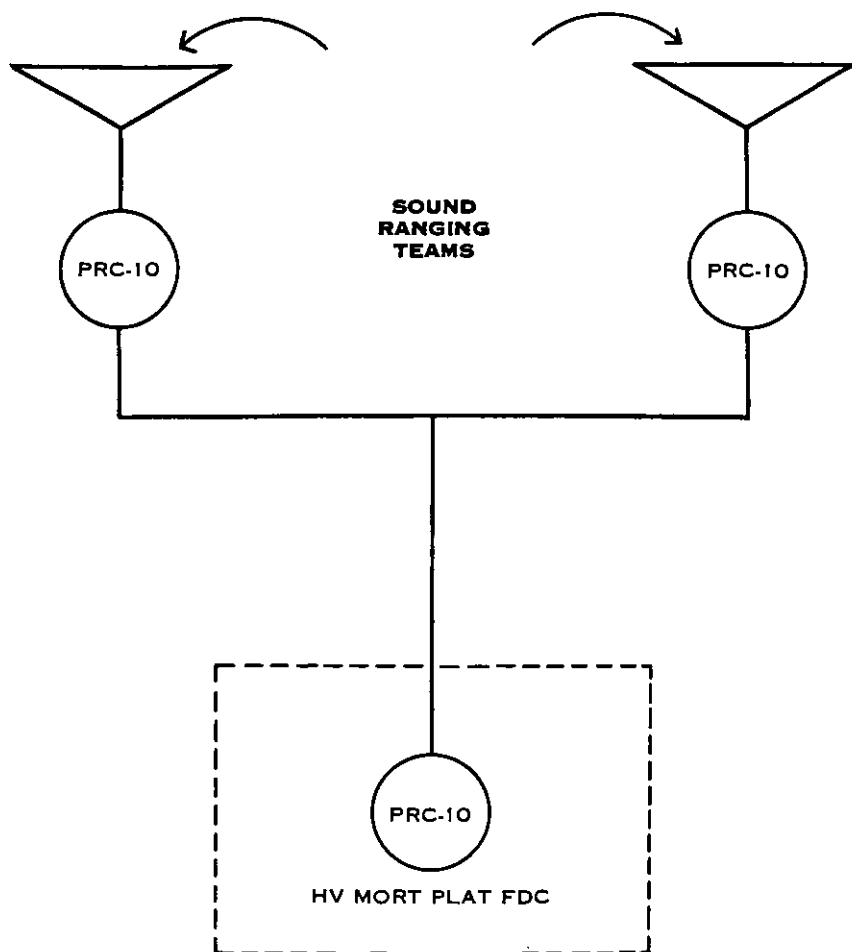 SOUND
RANGING
TEAMS
PRC-10
PRC-10
PRC-10
HV MORT PLAT FDC